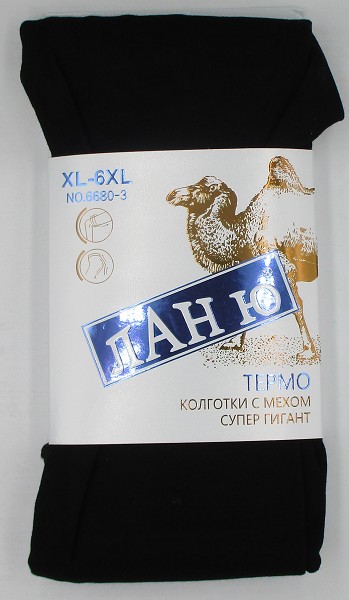 XL-6XL
NO.6680-3
ЛАН Ю
ТЕРМО
КОЛГОТКИ С МЕХОМ
СУПЕР ГИГАНТ